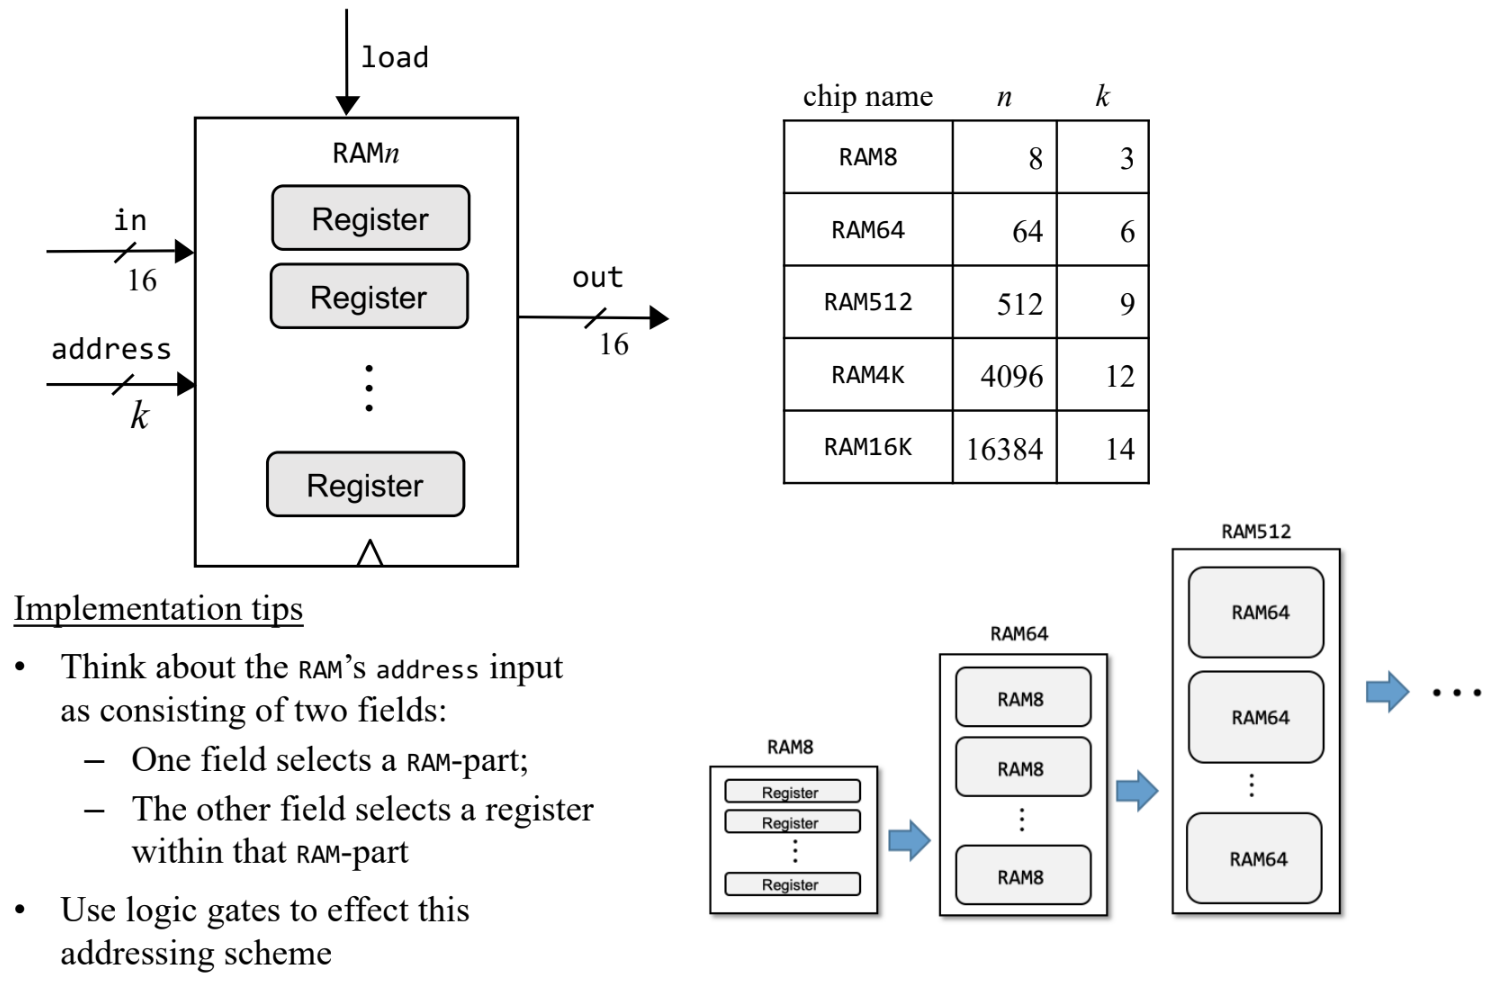 load
RAMn
Register
Register
Register
in
16
address
k
out
16
chip name n k
RAM8 8 3
RAM64 64 6
RAM512 512 9
RAM4K 4096 12
RAM16K 16384 14
Implementation tips
• Think about the RAM's address input
as consisting of two fields:
– One field selects a RAM-part;
– The other field selects a register
within that RAM-part
• Use logic gates to effect this
addressing scheme
RAM8
Register
Register
Register
RAM64
RAM8
RAM8
RAM8
RAM512
RAM64
RAM64
RAM64